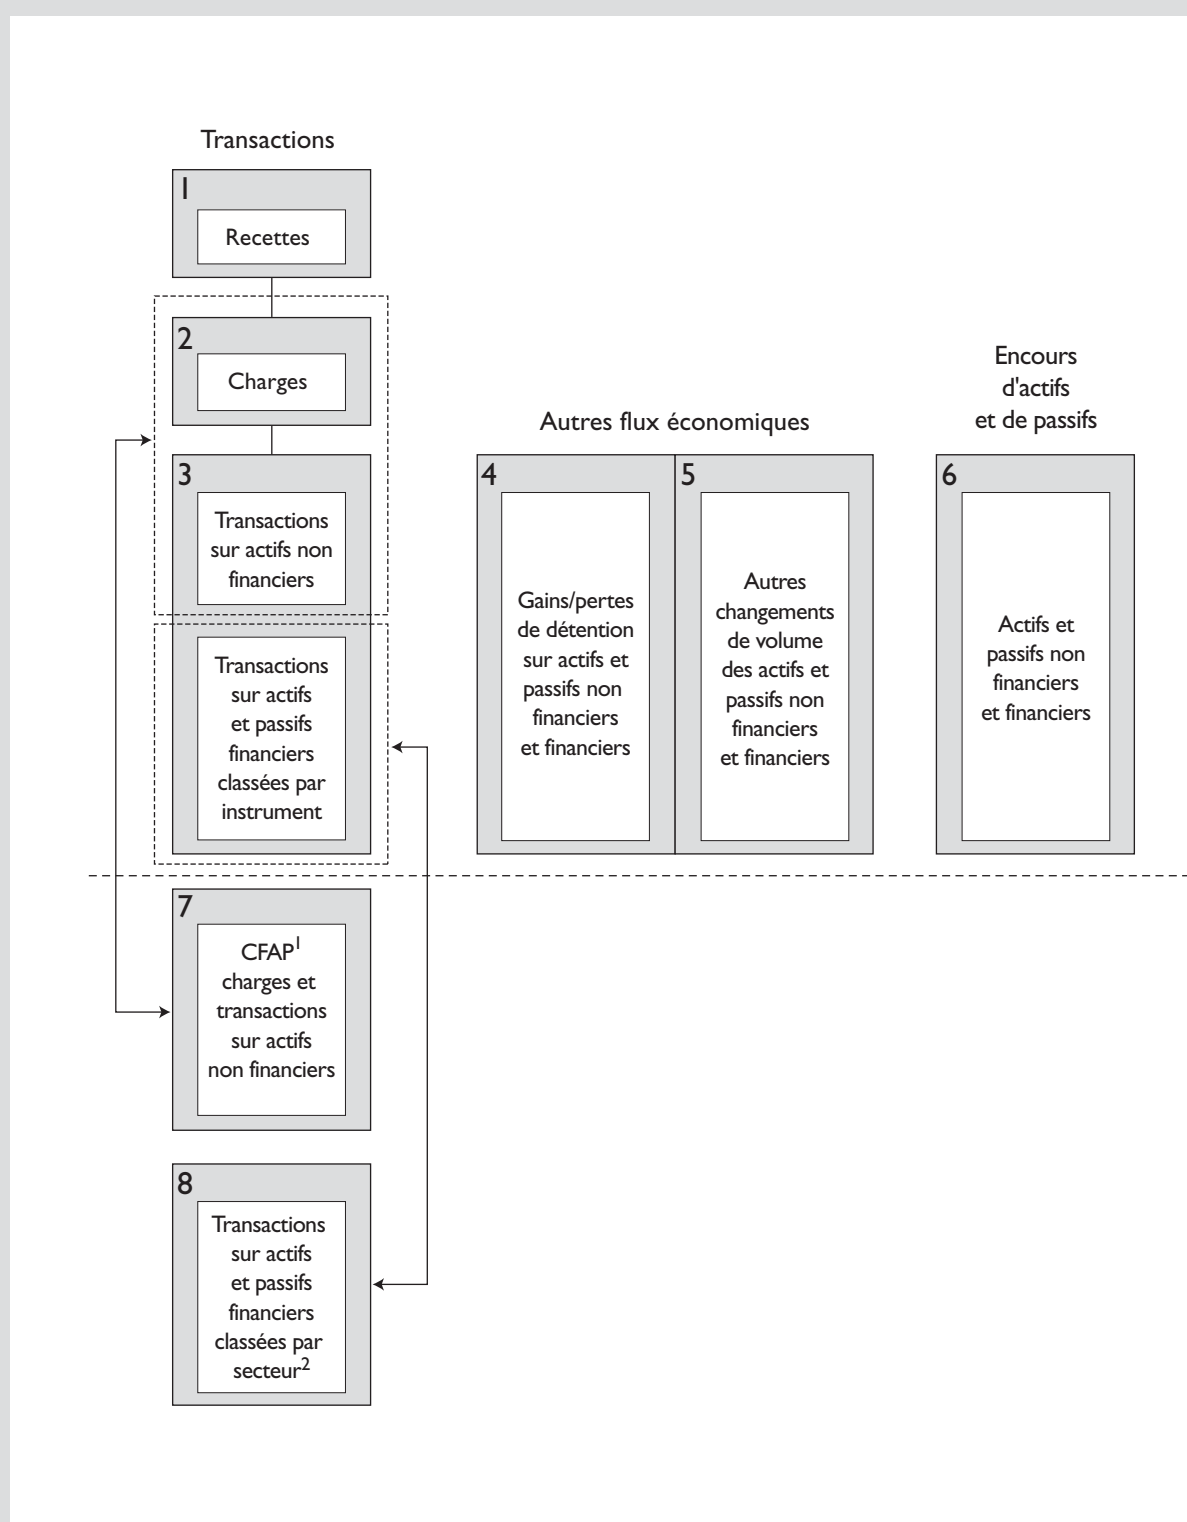 Transactions
1
Recettes
2
Charges
3
Transactions
sur actifs non
financiers
Transactions
sur actifs
et passifs
financiers
classées par
instrument
Autres flux économiques
4
Gains/pertes
de détention
sur actifs et
passifs non
financiers
et financiers
5
Autres
changements
de volume
des actifs et
passifs non
financiers
et financiers
Encours
d'actifs
et de passifs
6
Actifs et
passifs non
financiers
et financiers
7
CFAP1
charges et
transactions
sur actifs
non financiers
8
Transactions
sur actifs
et passifs
financiers
classées par
secteur2